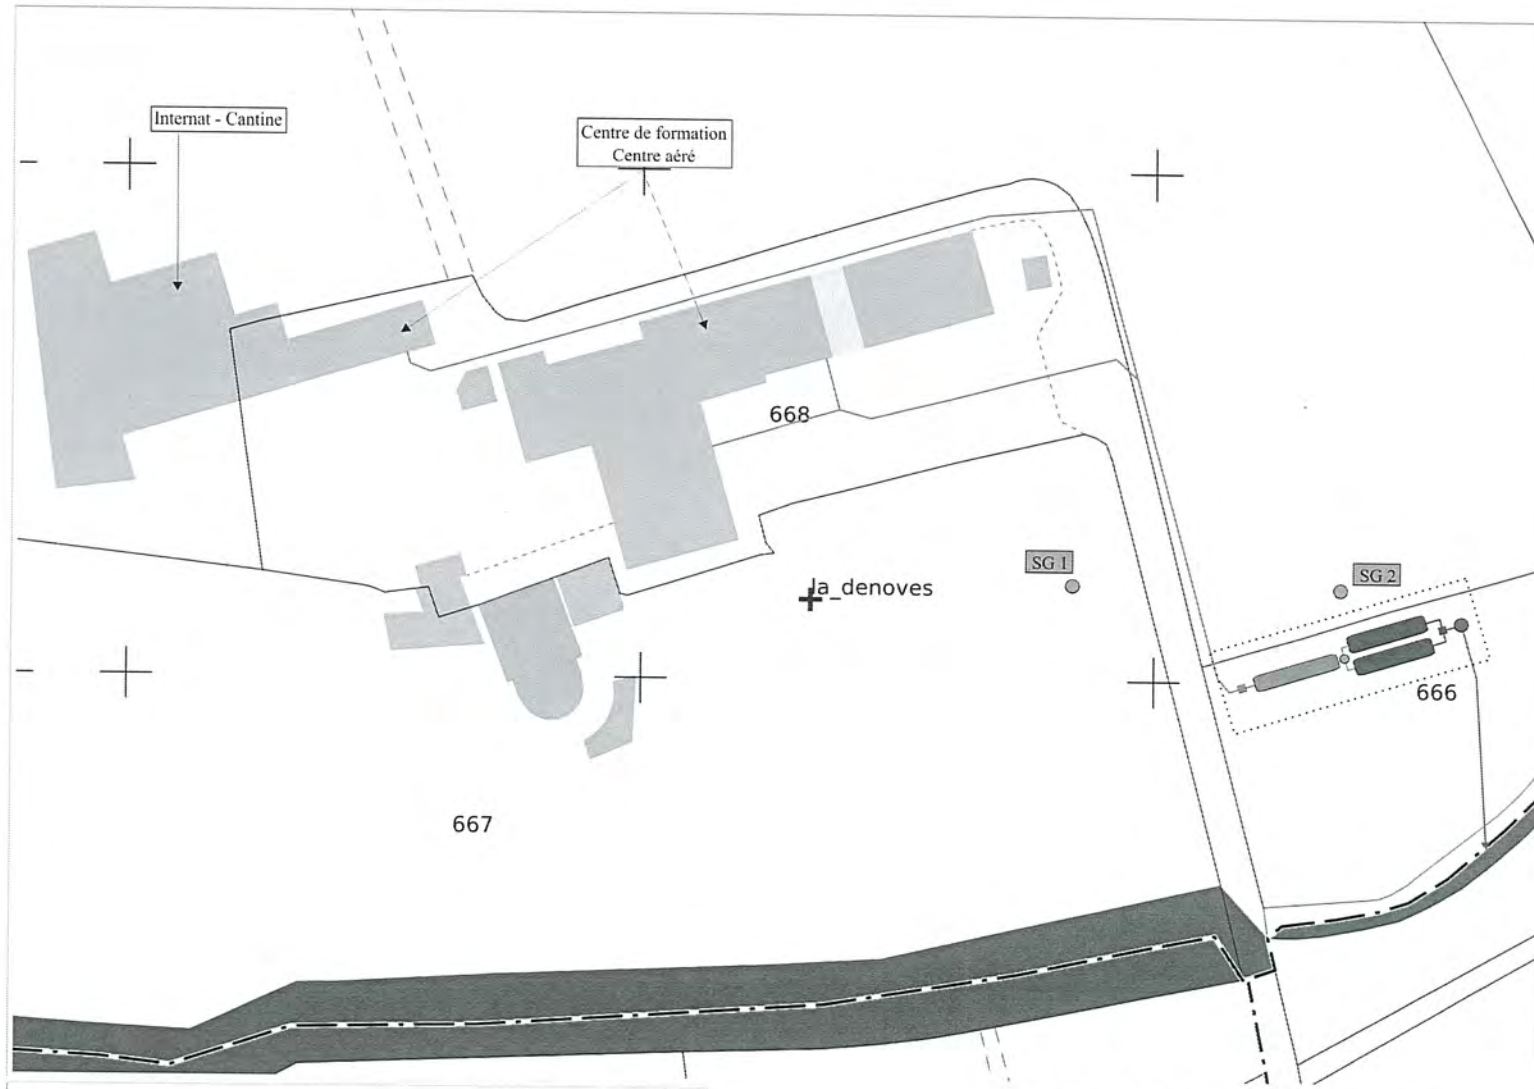 Internat - Cantine
Centre de formation
Centre aéré
668
SG 1
SG 2
la_denoves
666
667